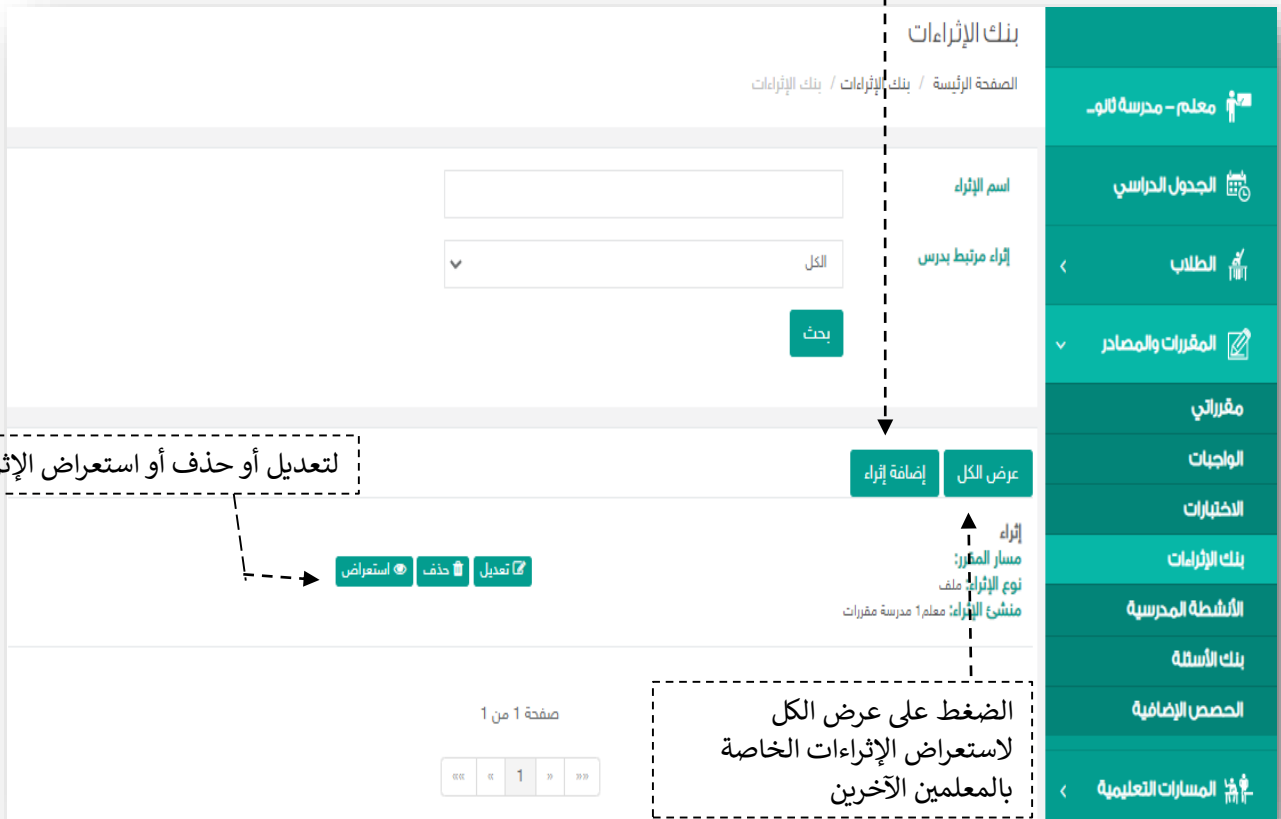 بنك الإثراءات
الصفحة الرئيسة / بنك الإثراءات / بنك الإثراءات
معلم – مدرسة ثانو..
الجدول الدراسي
الطلاب
المقررات والمصادر
مقرراتي
الواجبات
الاختبارات
بنك الإثراءات
الأنشطة المدرسية
بنك الأسئلة
الحصص الإضافية
المسارات التعليمية
اسم الإثراء
إثراء مرتبط بدرس
الكل
بحث
عرض الكل
إضافة إثراء
لتعديل أو حذف أو استعراض
إثراء
مسار المقرر:
نوع الإثراء: ملف
منشئ الإثراء: معلم1 مدرسة مقررات
تعديل
حذف
استعراض
الضغط على عرض الكل
لاستعراض الإثراءات الخاصة
بالمعلمين الآخرين
صفحة 1 من 1
«« « 1 » »»